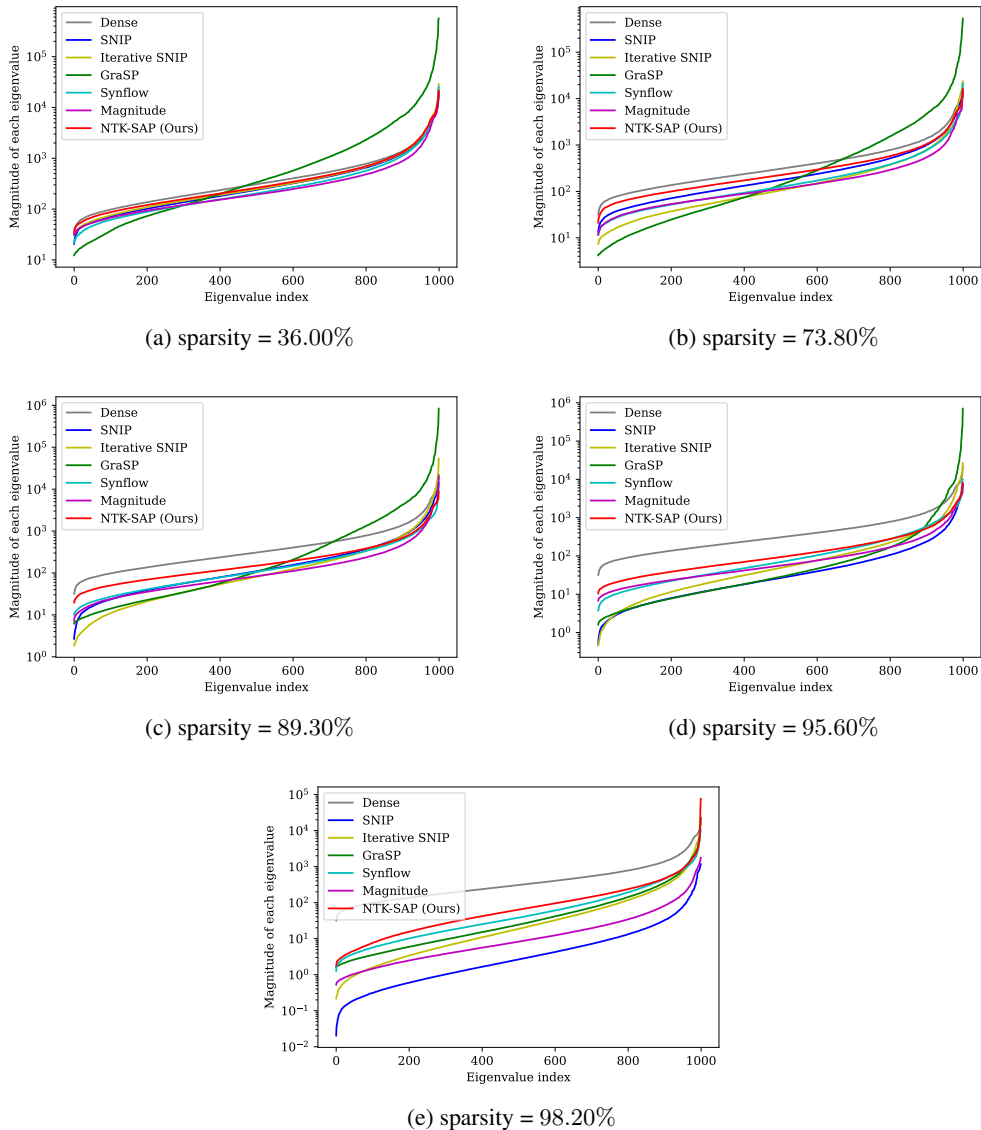 Dense
SNIP
Iterative SNIP
GraSP
Synflow
Magnitude
NTK-SAP (Ours)
Magnitude of each eigenvalue
10^5
10^4
10^3
10^2
10^1
0 200 400 600 800 1000
Eigenvalue index
(a) sparsity = 36.00%
Dense
SNIP
Iterative SNIP
GraSP
Synflow
Magnitude
NTK-SAP (Ours)
Magnitude of each eigenvalue
10^5
10^4
10^3
10^2
10^1
0 200 400 600 800 1000
Eigenvalue index
(b) sparsity = 73.80%
Dense
SNIP
Iterative SNIP
GraSP
Synflow
Magnitude
NTK-SAP (Ours)
Magnitude of each eigenvalue
10^6
10^5
10^4
10^3
10^2
10^1
10^0
0 200 400 600 800 1000
Eigenvalue index
(c) sparsity = 89.30%
Dense
SNIP
Iterative SNIP
GraSP
Synflow
Magnitude
NTK-SAP (Ours)
Magnitude of each eigenvalue
10^6
10^5
10^4
10^3
10^2
10^1
10^0
0 200 400 600 800 1000
Eigenvalue index
(d) sparsity = 95.60%
Dense
SNIP
Iterative SNIP
GraSP
Synflow
Magnitude
NTK-SAP (Ours)
Magnitude of each eigenvalue
10^5
10^4
10^3
10^2
10^1
10^0
10^−1
10^−2
0 200 400 600 800 1000
Eigenvalue index
(e) sparsity = 98.20%